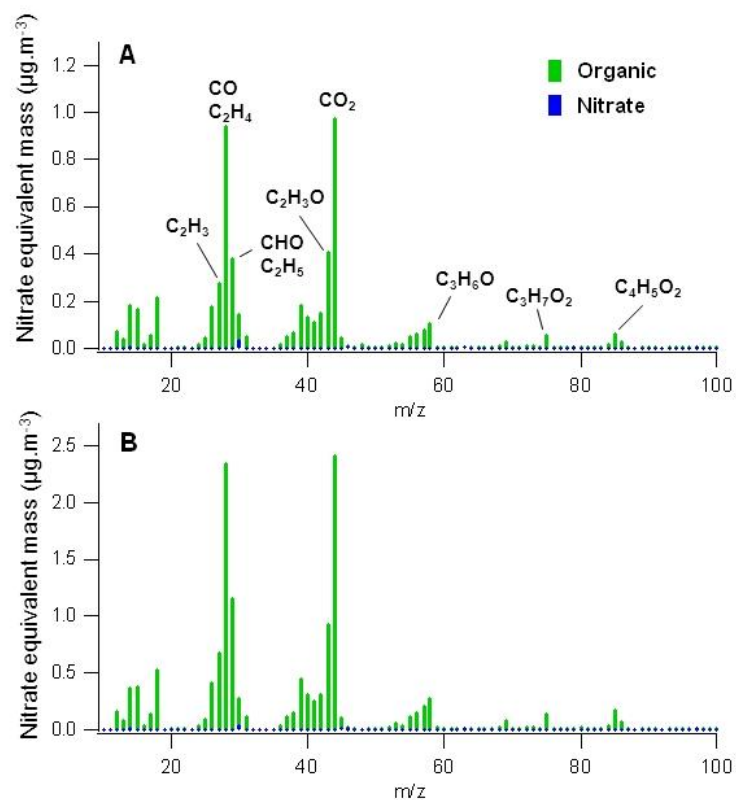 A
Nitrate equivalent mass (µg.m⁻³)
1.2
1.0
0.8
0.6
0.4
0.2
0.0
CO
C₂H₄
CO₂
C₂H₃O
C₂H₃
CHO
C₂H₅
C₃H₆O
C₃H₇O₂
C₄H₅O₂
Organic
Nitrate
20 40 60 80 100
m/z
B
Nitrate equivalent mass (µg.m⁻³)
2.5
2.0
1.5
1.0
0.5
0.0
20 40 60 80 100
m/z